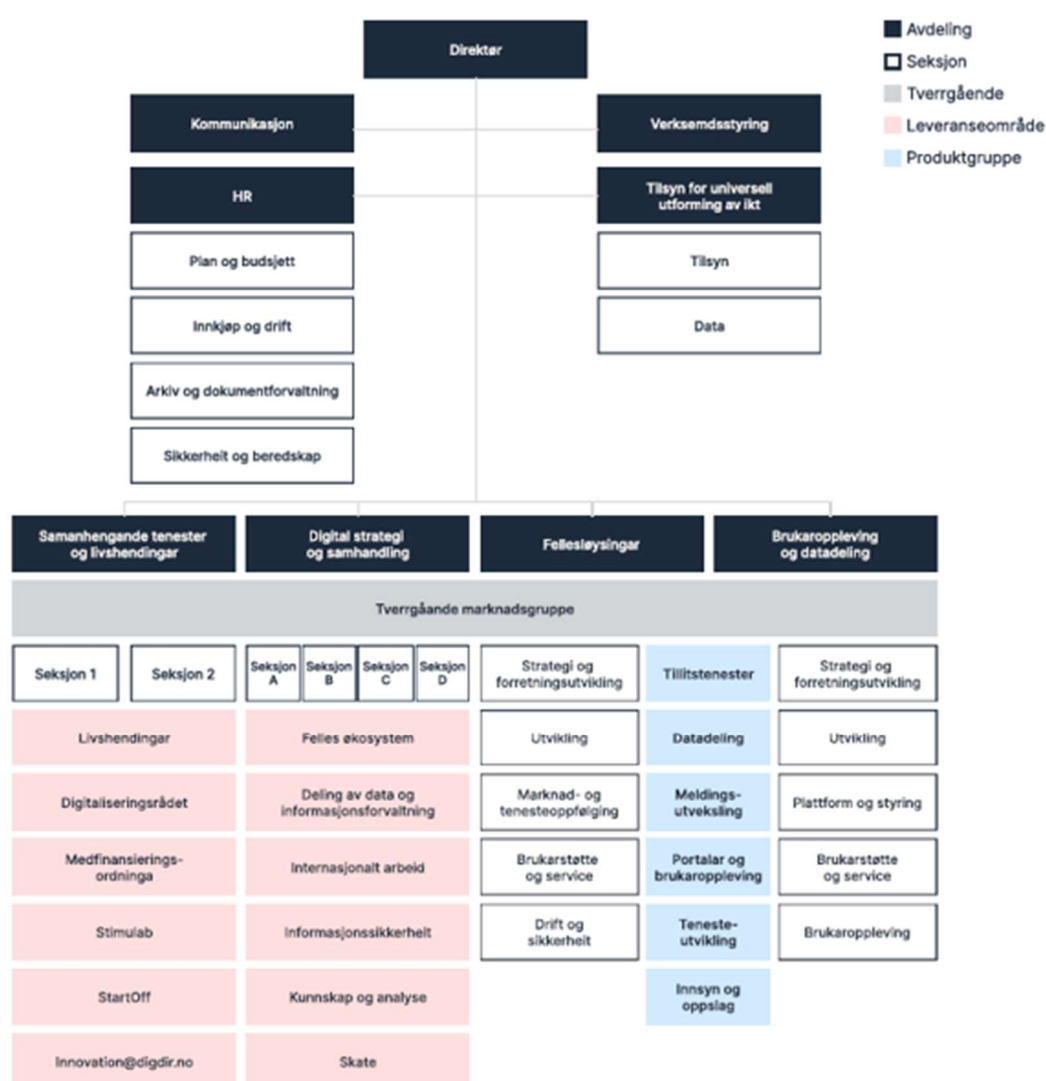 Direktør
Avdeling
Seksjon
Tverrgående
Leveranseområde
Produktgruppe
Kommunikasjon
Verksemdsstyring
HR
Tilsyn for universell
utforming av ikt
Plan og budsjett
Tilsyn
Innkjøp og drift
Data
Arkiv og dokumentforvaltning
Sikkerheit og beredskap
Samanhengande tenester
og livshendingar
Digital strategi
og samhandling
Fellesløysingar
Brukaroppleving
og datadeling
Tverrgåande marknadsgruppe
Seksjon 1
Seksjon 2
Seksjon
A
Seksjon
B
Seksjon
C
Seksjon
D
Strategi og
forretningsutvikling
Tillitstenester
Strategi og
forretningsutvikling
Livshendingar
Felles økosystem
Utvikling
Datadeling
Utvikling
Digitaliseringsrådet
Deling av data og
informasjonsforvaltning
Marknad- og
tenesteoppfølging
Meldings-
utveksling
Plattform og styring
Medfinansierings-
ordninga
Internasjonalt arbeid
Brukarstøtte
og service
Portalar og
brukaroppleving
Brukarstøtte
og service
Stimulab
Informasjonssikkerheit
Drift og
sikkerheit
Teneste-
utvikling
Brukaroppleving
StartOff
Kunnskap og analyse
Innsyn og
oppslag
Innovation@digdir.no
Skate